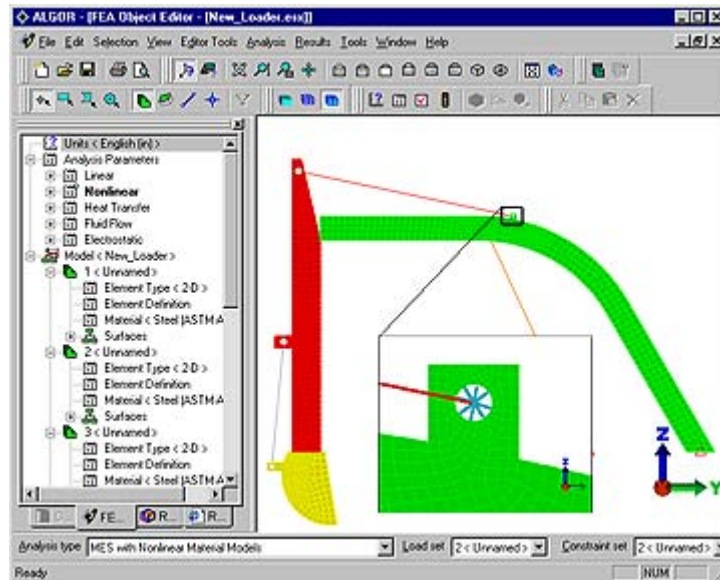 ALGOR - [FEA Object Editor - [New_Loader.esx]]
File Edit Selection View Editor Tools Analysis Results Tools Window Help
Units < English (in) >
Analysis Parameters
Linear
Nonlinear
Heat Transfer
Fluid Flow
Electrostatic
Model < New_Loader >
1 < Unnamed >
Element Type < 2-D >
Element Definition
Material < Steel (ASTM-A
Surfaces
2 < Unnamed >
Element Type < 2-D >
Element Definition
Material < Steel (ASTM-A
Surfaces
3 < Unnamed >
Element Type < 2-D >
Element Definition
Material < Steel (ASTM-A
FE...
R...
R...
Z
Y
Analysis type MES with Nonlinear Material Models Load set 2 < Unnamed > Constraint set 2 < Unnamed >
Ready NUM